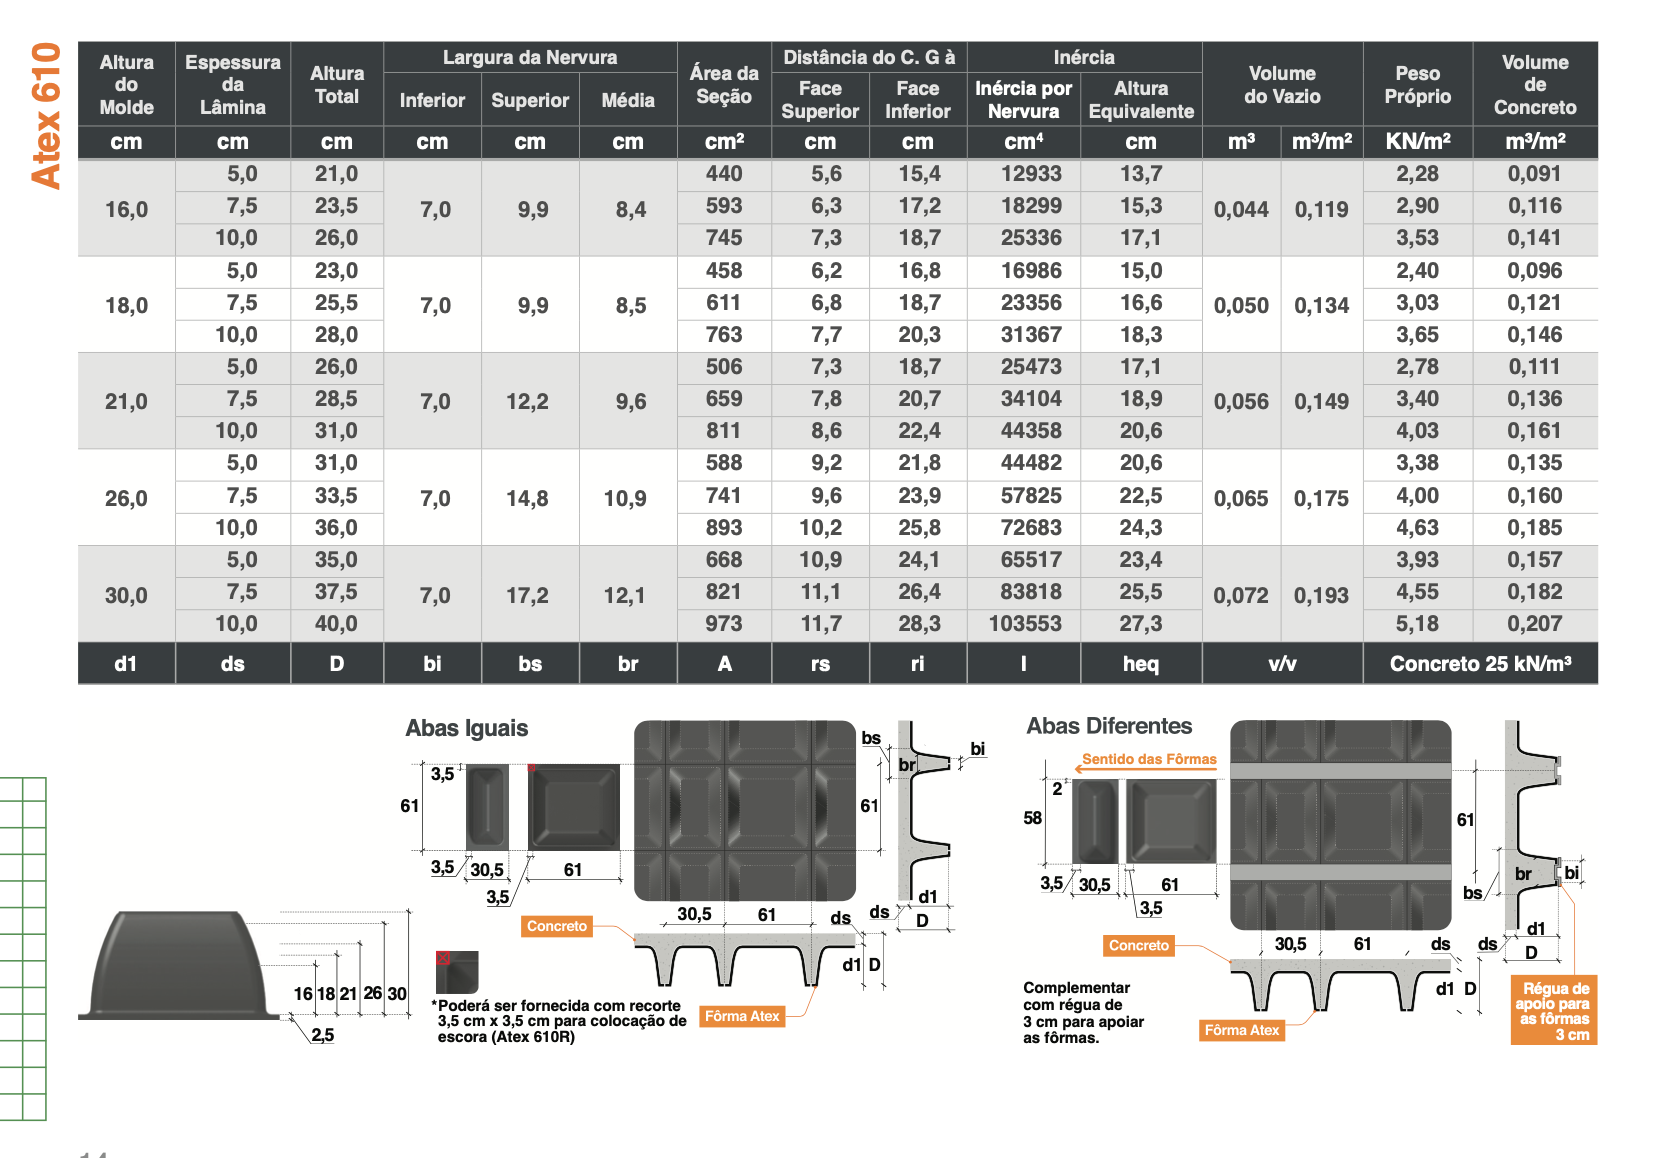 Atex 610
Altura do Molde	Espessura da Lâmina	Altura Total	Largura da Nervura	Área da Seção	Distância do C. G à	Inércia	Volume do Vazio	Peso Próprio	Volume de Concreto
Inferior	Superior	Média	Face Superior	Face Inferior	Inércia por Nervura	Altura Equivalente
cm	cm	cm	cm	cm	cm	cm²	cm	cm	cm⁴	cm	m³	m³/m²	KN/m²	m³/m²
16,0	5,0	21,0	7,0	9,9	8,4	440	5,6	15,4	12933	13,7	0,044	0,119	2,28	0,091
7,5	23,5	593	6,3	17,2	18299	15,3	2,90	0,116
10,0	26,0	745	7,3	18,7	25336	17,1	3,53	0,141
18,0	5,0	23,0	7,0	9,9	8,5	458	6,2	16,8	16986	15,0	0,050	0,134	2,40	0,096
7,5	25,5	611	6,8	18,7	23356	16,6	3,03	0,121
10,0	28,0	763	7,7	20,3	31367	18,3	3,65	0,146
21,0	5,0	26,0	7,0	12,2	9,6	506	7,3	18,7	25473	17,1	0,056	0,149	2,78	0,111
7,5	28,5	659	7,8	20,7	34104	18,9	3,40	0,136
10,0	31,0	811	8,6	22,4	44358	20,6	4,03	0,161
26,0	5,0	31,0	7,0	14,8	10,9	588	9,2	21,8	44482	20,6	0,065	0,175	3,38	0,135
7,5	33,5	741	9,6	23,9	57825	22,5	4,00	0,160
10,0	36,0	893	10,2	25,8	72683	24,3	4,63	0,185
30,0	5,0	35,0	7,0	17,2	12,1	668	10,9	24,1	65517	23,4	0,072	0,193	3,93	0,157
7,5	37,5	821	11,1	26,4	83818	25,5	4,55	0,182
10,0	40,0	973	11,7	28,3	103553	27,3	5,18	0,207
d1	ds	D	bi	bs	br	A	rs	ri	I	heq	v/v	Concreto 25 kN/m³
16 18 21 26 30
2,5
Abas Iguais
3,5
61
3,5 30,5
3,5
61
61
bs
br
bi
d1
ds
D
30,5 61 ds
Concreto
d1 D
Fôrma Atex
*Poderá ser fornecida com recorte
3,5 cm x 3,5 cm para colocação de
escora (Atex 610R)
Abas Diferentes
Sentido das Fôrmas
2
58
3,5 30,5
61
3,5
61
br
bi
bs
d1
ds
D
30,5 61 ds
Concreto
d1 D
Fôrma Atex
Complementar
com régua de
3 cm para apoiar
as fôrmas.
Régua de
apoio para
as fôrmas
3 cm